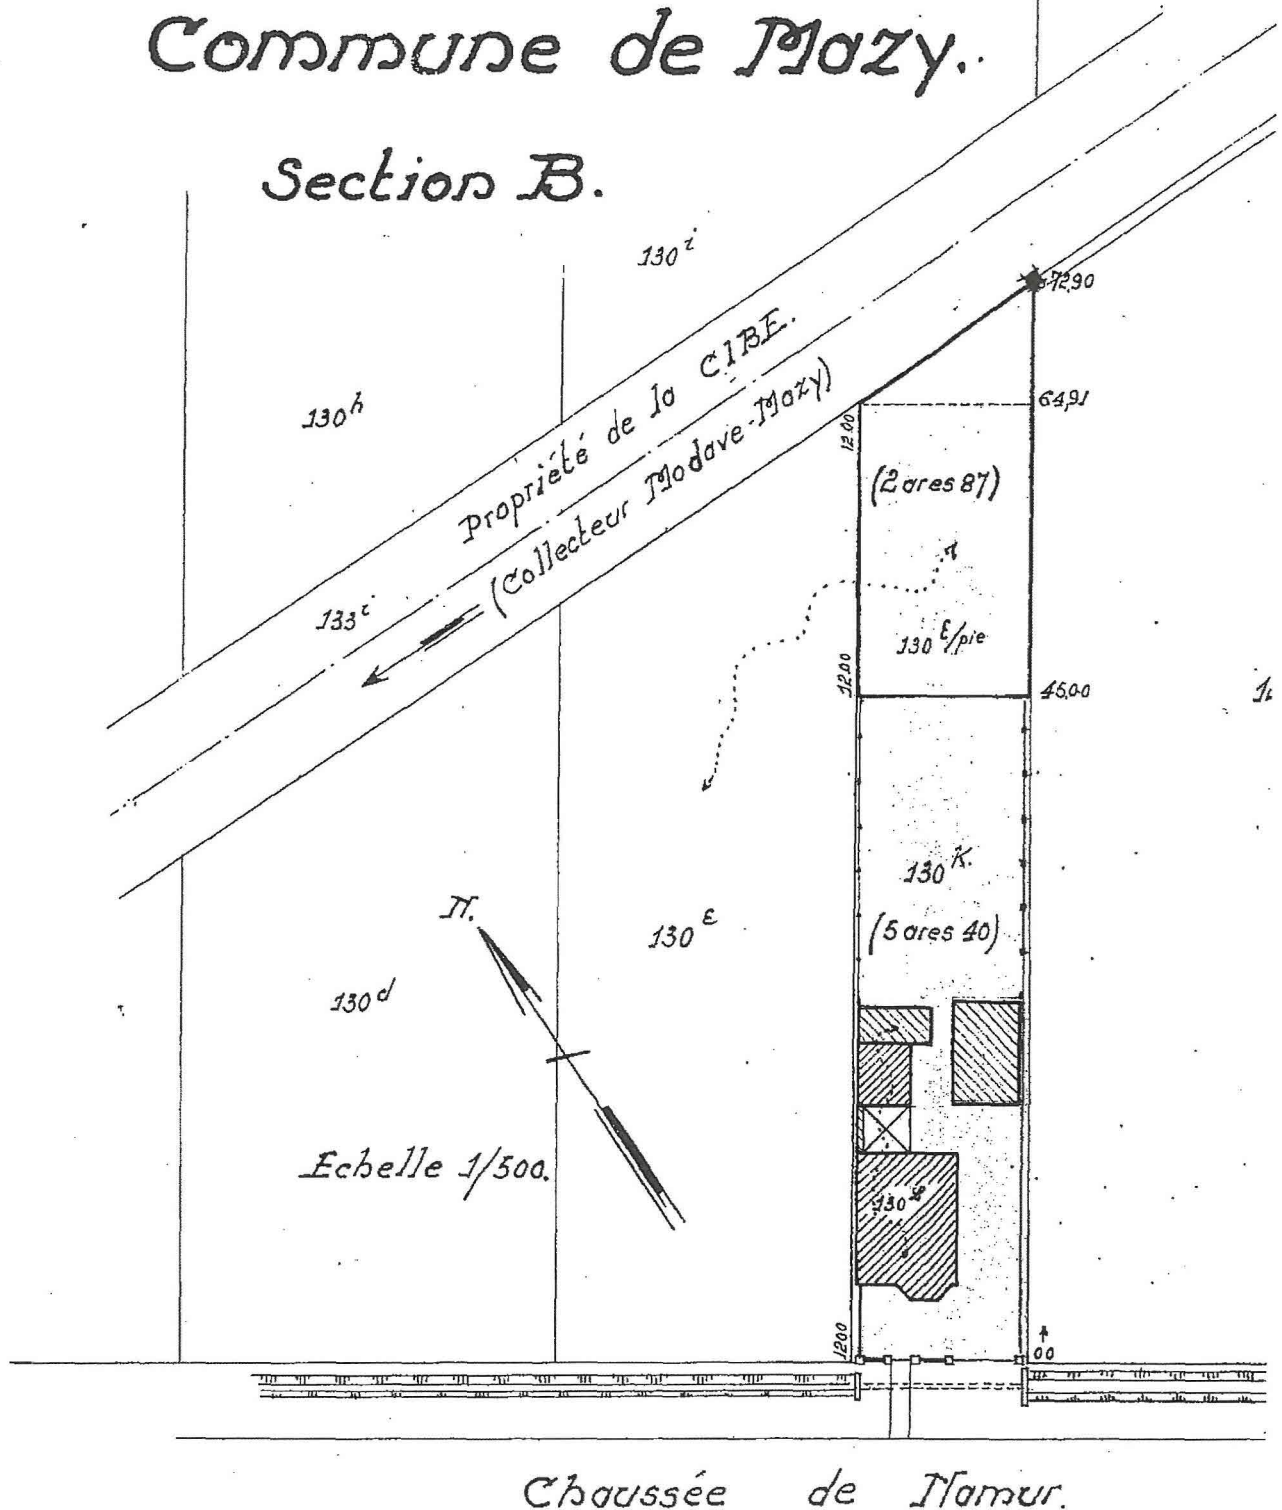 Commune de Mazy.
Section B.
130 i
72,90
Propriété de la CIBE.
64,91
130 h
12.00
(Collecteur Modave-Mazy)
(2 ares 87)
133 i
130 E/pie
12.00
45,00
130 K.
N.
130 E
(5 ares 40)
130 d
Echelle 1/500.
130 L
12.00
00
Chaussée de Namur.